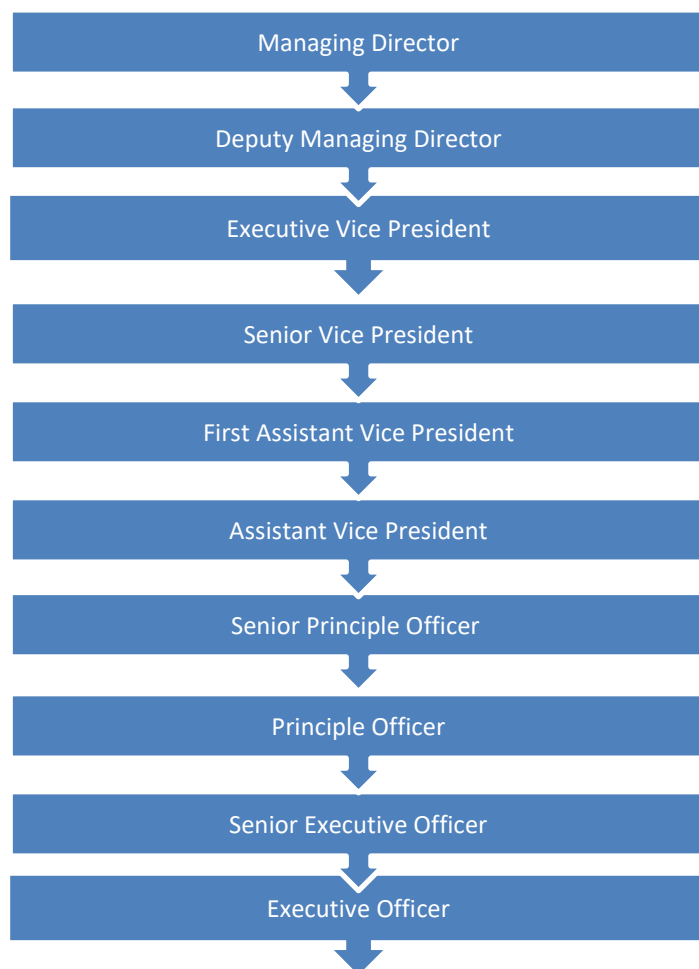 Managing Director
Deputy Managing Director
Executive Vice President
Senior Vice President
First Assistant Vice President
Assistant Vice President
Senior Principle Officer
Principle Officer
Senior Executive Officer
Executive Officer